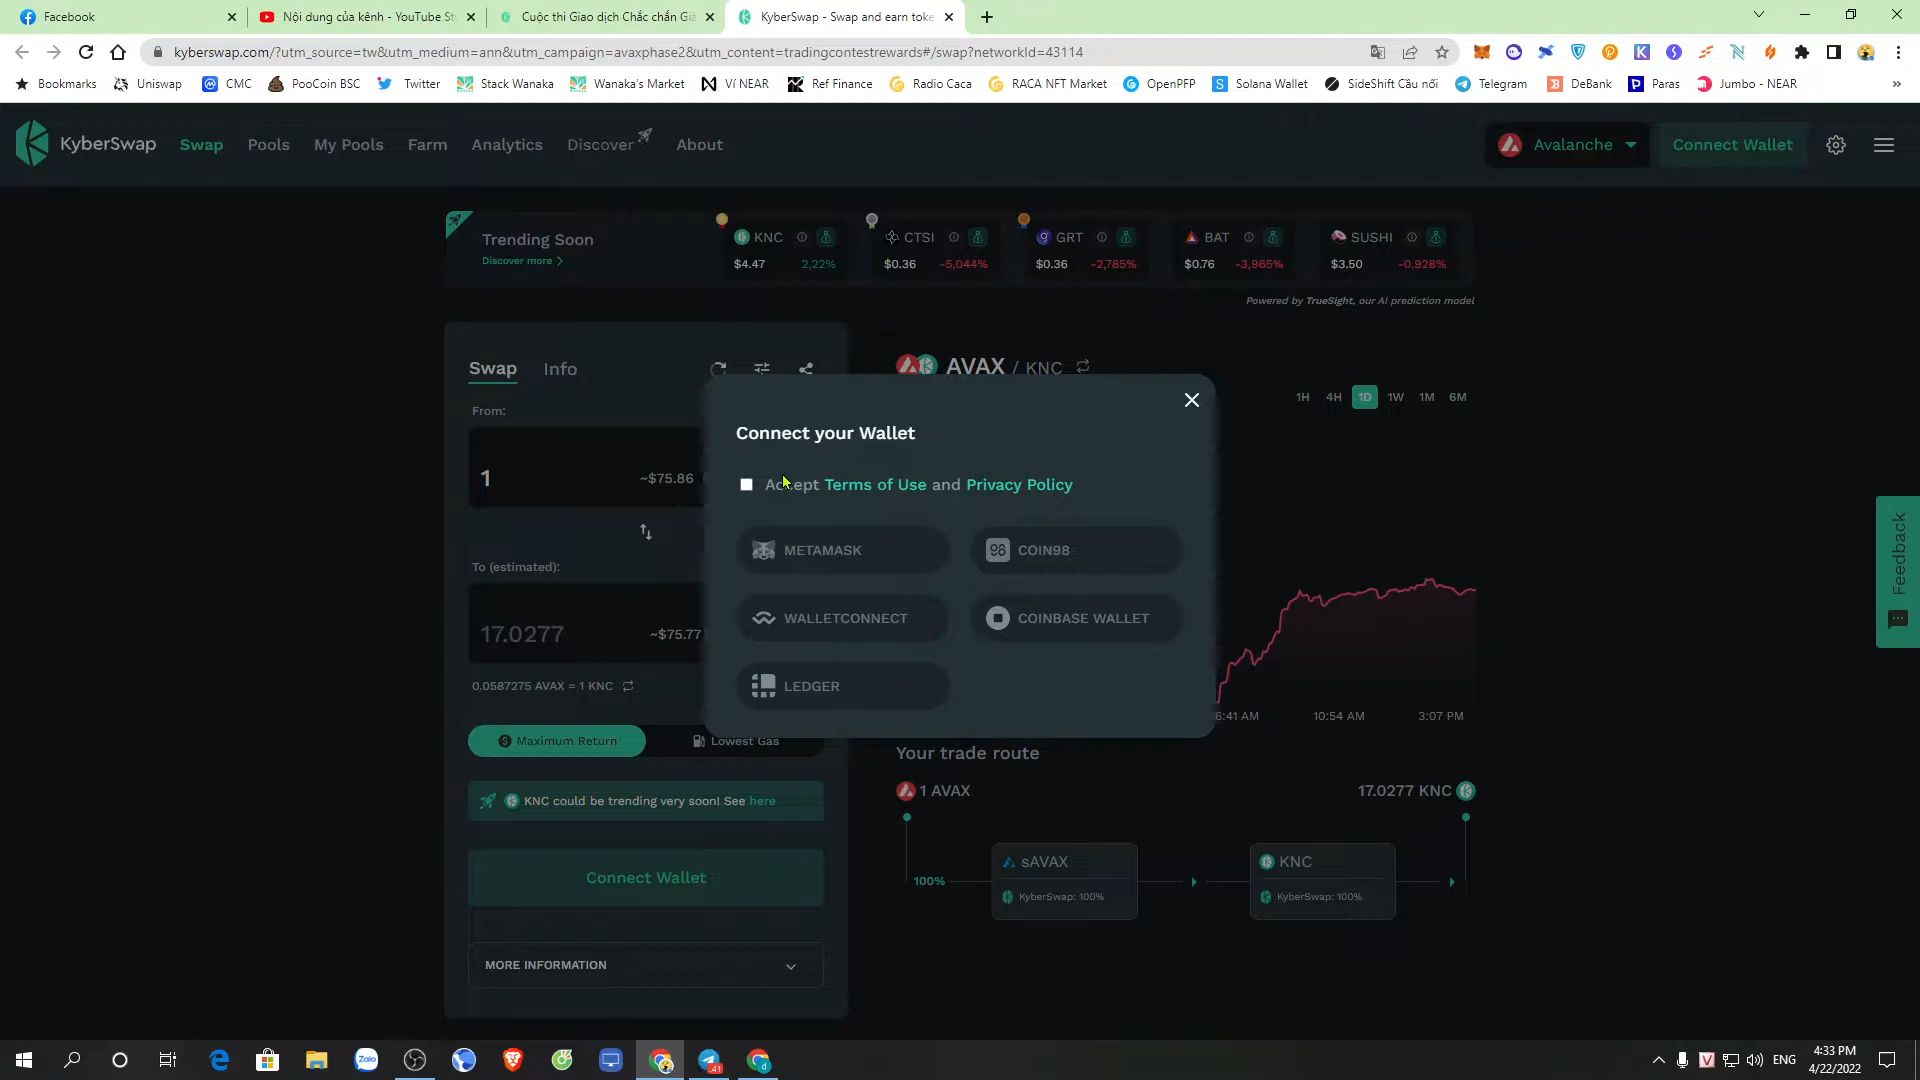 Facebook
Nội dung của kênh - YouTube St
Cuộc thi Giao dịch Chắc chắn Già
KyberSwap - Swap and earn toke
kyberswap.com/?utm_source=tw&utm_medium=ann&utm_campaign=avaxphase2&utm_content=tradingcontestrewards#/swap?networkId=43114
Bookmarks
Uniswap
CMC
PooCoin BSC
Twitter
Stack Wanaka
Wanaka's Market
Ví NEAR
Ref Finance
Radio Caca
RACA NFT Market
OpenPFP
Solana Wallet
SideShift Cầu nối
Telegram
DeBank
Paras
Jumbo - NEAR
KyberSwap
Swap
Pools
My Pools
Farm
Analytics
Discover
About
Avalanche
Connect Wallet
Trending Soon
Discover more
KNC
$4.47 2,22%
CTSI
$0.36 -5,044%
GRT
$0.36 -2,785%
BAT
$0.76 -3,965%
SUSHI
$3.50 -0,928%
Powered by TrueSight, our AI prediction model
Swap
Info
From:
1
~$75.86
To (estimated):
17.0277
~$75.77
0.0587275 AVAX = 1 KNC
Maximum Return
Lowest Gas
KNC could be trending very soon! See here
Connect Wallet
MORE INFORMATION
AVAX / KNC
1H 4H 1D 1W 1M 6M
Connect your Wallet
Accept Terms of Use and Privacy Policy
METAMASK
COIN98
98
WALLETCONNECT
COINBASE WALLET
LEDGER
6:41 AM 10:54 AM 3:07 PM
Your trade route
1 AVAX
17.0277 KNC
100%
sAVAX
KyberSwap: 100%
KNC
KyberSwap: 100%
Feedback
Zalo
41
ENG
4:33 PM
4/22/2022